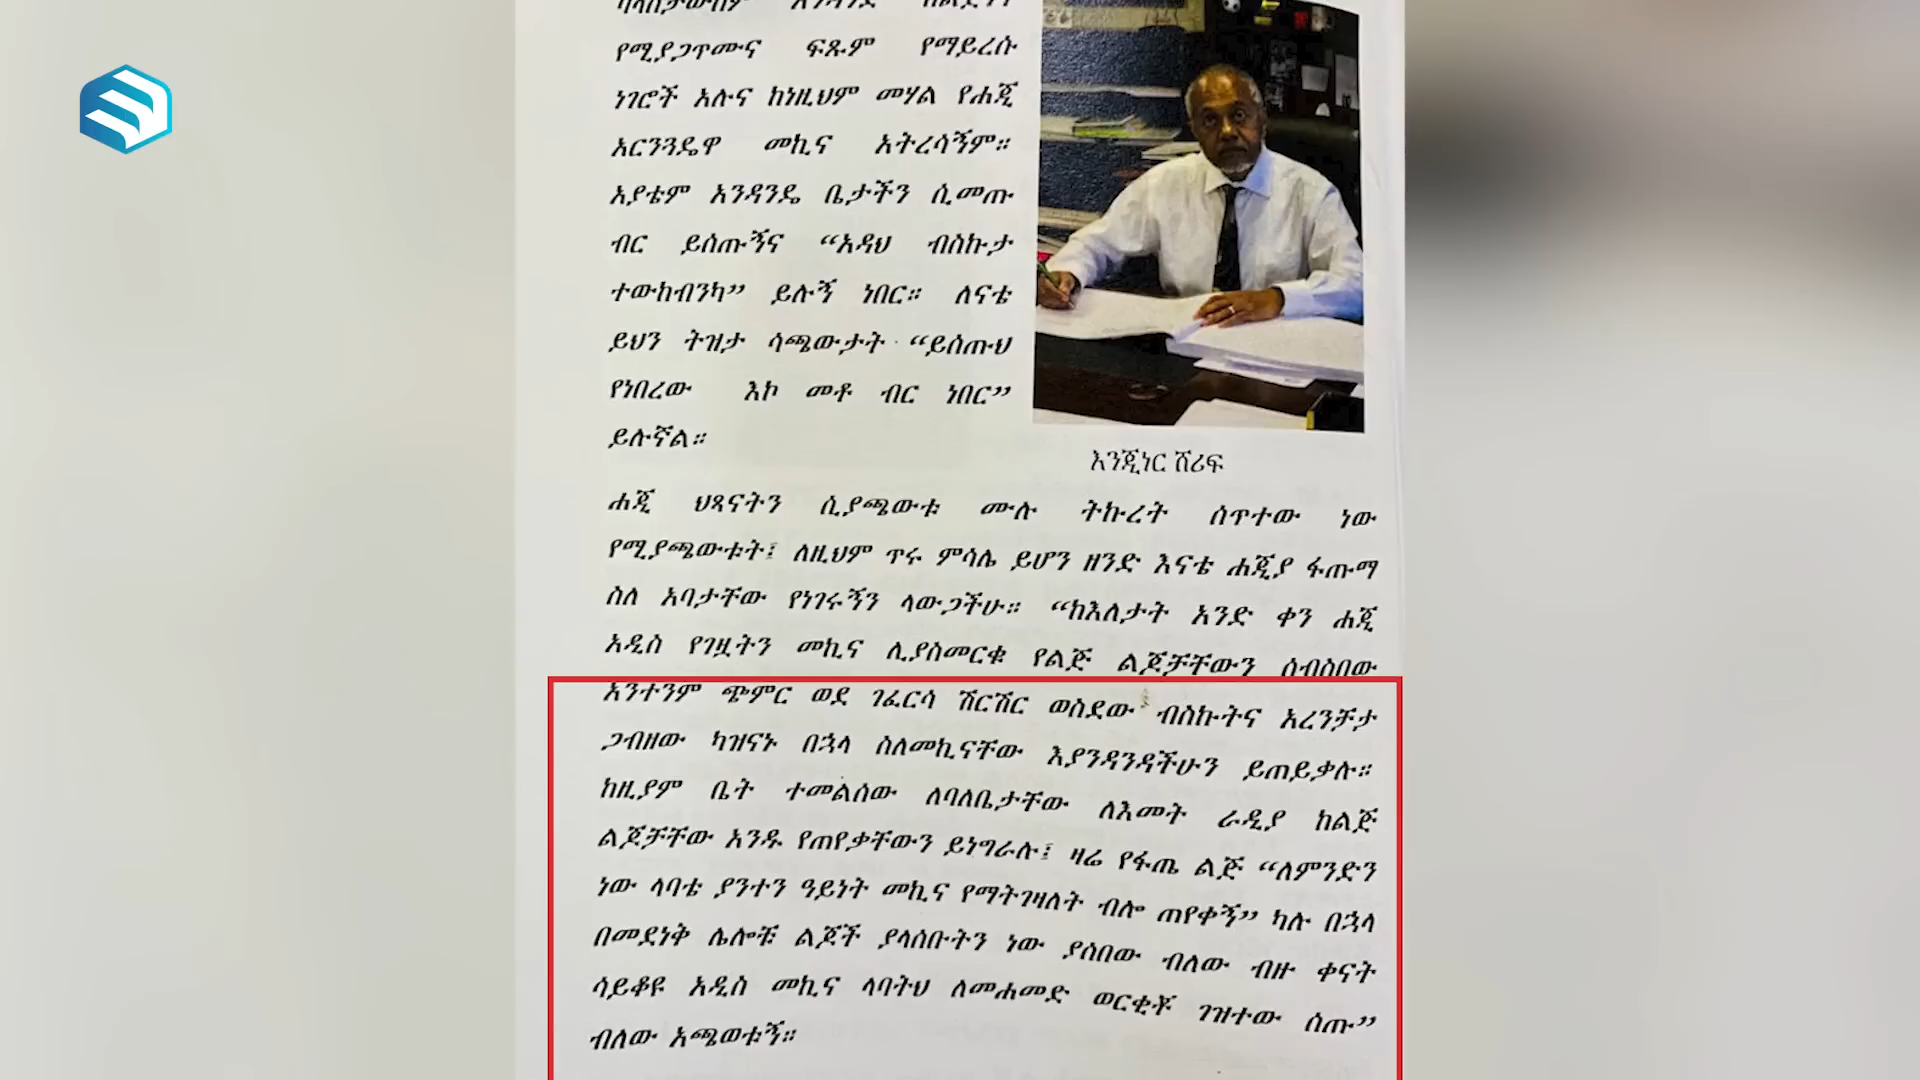 የሚያጋጥሙና ፍጹም የማይረሱ
ነገሮች አሉና ከነዚህም መሃል የሐጂ
አርንጓዴዋ መኪና አትረሳኝም።
አያቴም አንዳንዴ ቤታችን ሲመጡ
ብር ይሰጡኝና “አዳህ ብስኩታ
ተውከብንካ” ይሉኝ ነበር። ለናቴ
ይህን ትዝታ ሳጫውታት “ይሰጡህ
የነበረው እኮ መቶ ብር ነበር”
ይሉኛል።
እንጂነር ሸሪፍ
ሐጂ ህጻናትን ሲያጫውቱ ሙሉ ትኩረት ሰጥተው ነው
የሚያጫውቱት፤ ለዚህም ጥሩ ምሳሌ ይሆን ዘንድ እናቴ ሐጂያ ፋጡማ
ስለ አባታቸው የነገሩኝን ላውጋችሁ። “ከእለታት አንድ ቀን ሐጂ
አዲስ የገዟትን መኪና ሊያስመርቁ የልጅ ልጆቻቸውን ሰብስበው
አንተንም ጭምር ወደ ገፈርሳ ሽርሽር ወስደው ብስኩትና አረንቻታ
ጋብዘው ካዝናኑ በኋላ ስለመኪናቸው እያንዳንዳችሁን ይጠይቃሉ።
ከዚያም ቤት ተመልሰው ለባለቤታቸው ለእመት ራዲያ ከልጅ
ልጆቻቸው አንዱ የጠየቃቸውን ይነግራሉ፤ ዛሬ የፋጤ ልጅ “ለምንድን
ነው ላባቴ ያንተን ዓይነት መኪና የማትገዛለት ብሎ ጠየቀኝ” ካሉ በኋላ
በመደነቅ ሌሎቹ ልጆች ያላሰቡትን ነው ያሰበው ብለው ብዙ ቀናት
ሳይቆዩ አዲስ መኪና ላባትህ ለመሐመድ ወርቂቾ ገዝተው ሰጡ”
ብለው አጫወቱኝ።